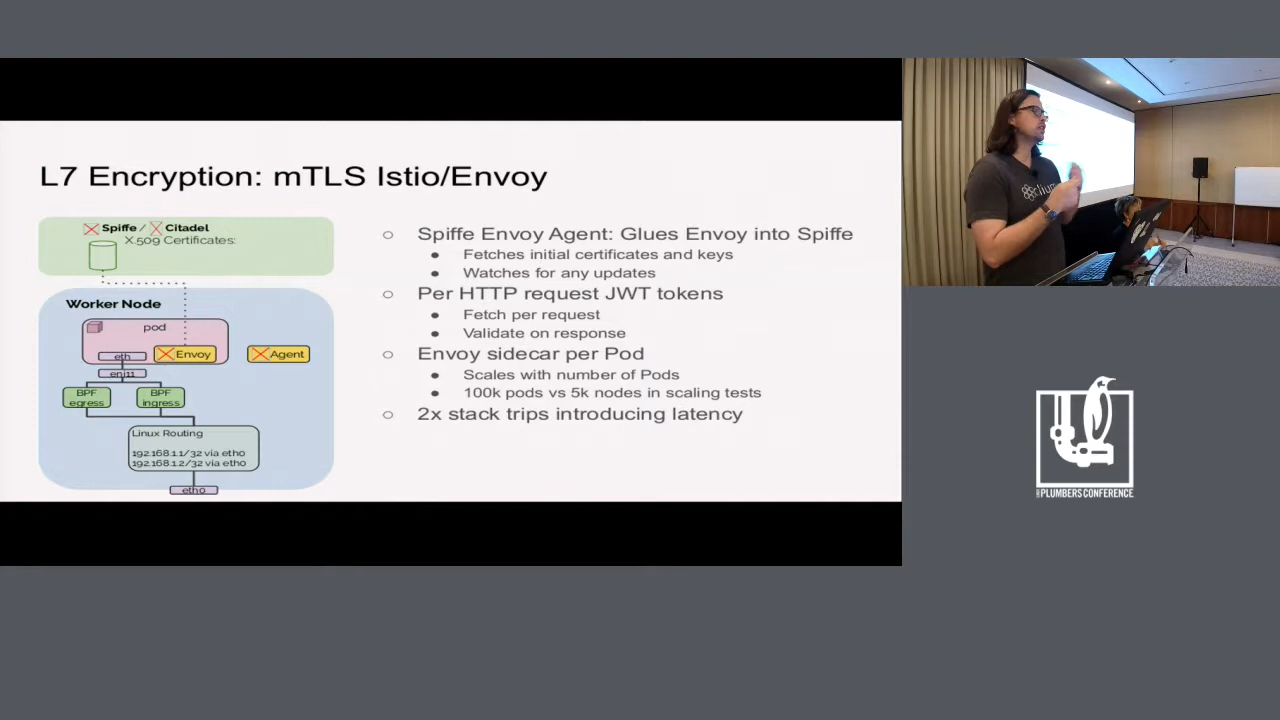 L7 Encryption: mTLS Istio/Envoy
Spiffe / Citadel
X.509 Certificates:
Worker Node
pod
eth
Envoy
Agent
eni11
BPF egress
BPF ingress
Linux Routing
192.168.1.1/32 via eth0
192.168.1.2/32 via eth0
eth0
○ Spiffe Envoy Agent: Glues Envoy into Spiffe
● Fetches initial certificates and keys
● Watches for any updates
○ Per HTTP request JWT tokens
● Fetch per request
● Validate on response
○ Envoy sidecar per Pod
● Scales with number of Pods
● 100k pods vs 5k nodes in scaling tests
○ 2x stack trips introducing latency
PLUMBERS CONFERENCE